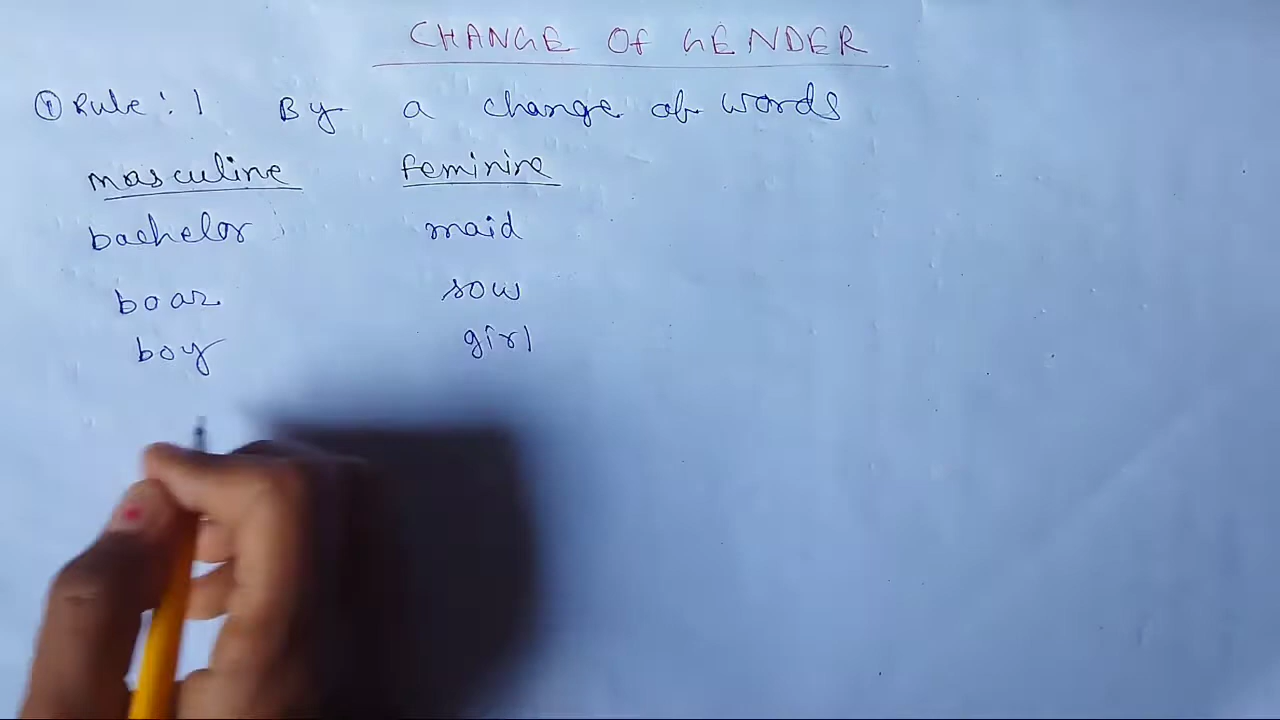 CHANGE Of GENDER
① Rule : 1 By a change of words
masculine feminine
bachelor maid
boar sow
boy girl